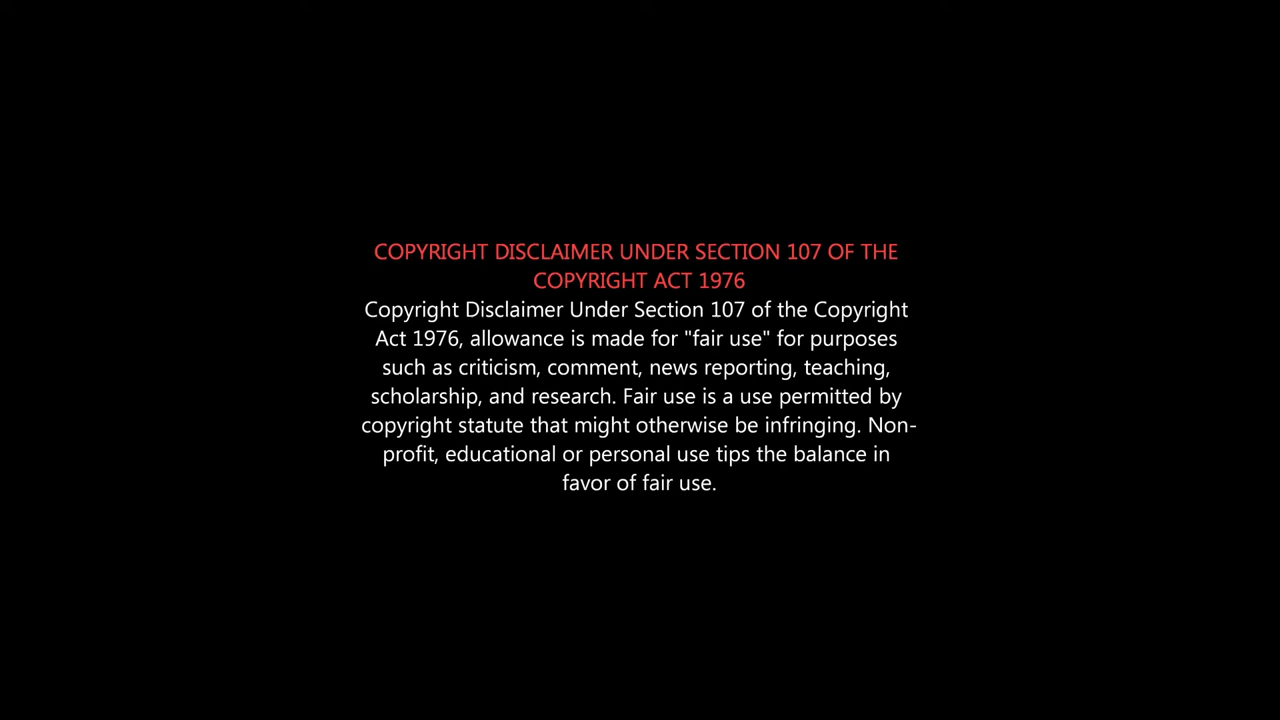 COPYRIGHT DISCLAIMER UNDER SECTION 107 OF THE
COPYRIGHT ACT 1976
Copyright Disclaimer Under Section 107 of the Copyright
Act 1976, allowance is made for "fair use" for purposes
such as criticism, comment, news reporting, teaching,
scholarship, and research. Fair use is a use permitted by
copyright statute that might otherwise be infringing. Non-
profit, educational or personal use tips the balance in
favor of fair use.